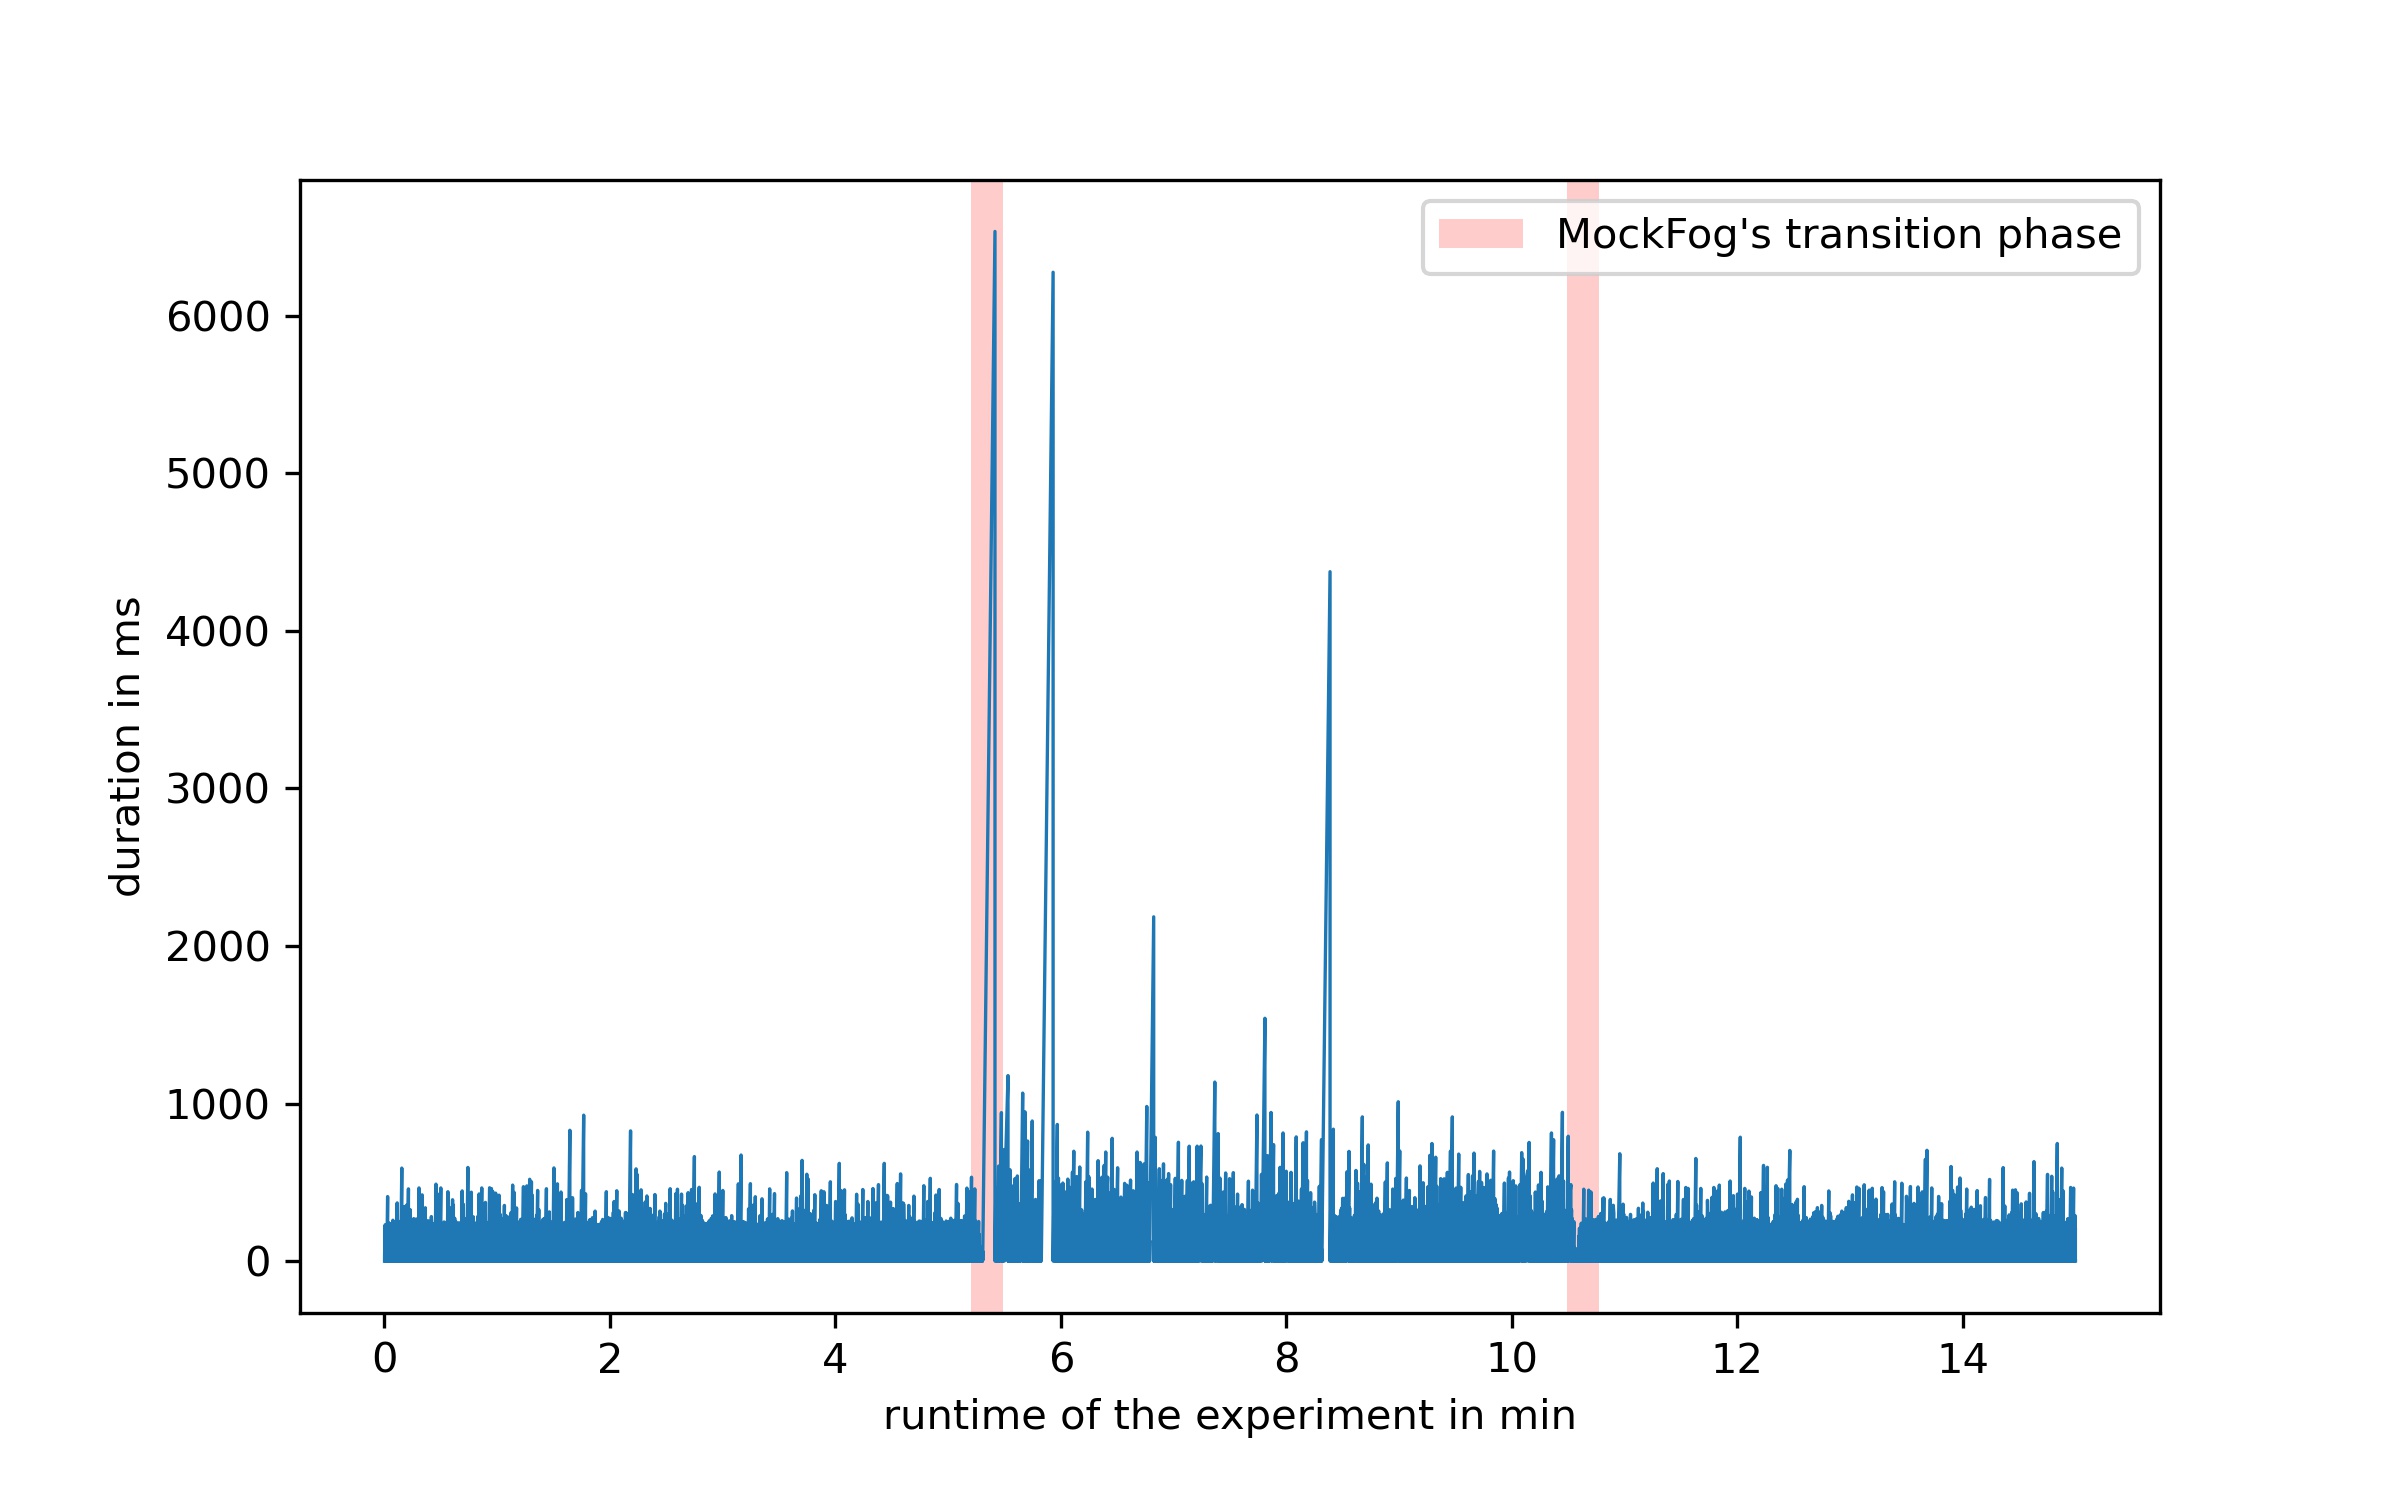 MockFog's transition phase
6000
5000
4000
3000
2000
1000
0
duration in ms
0 2 4 6 8 10 12 14
runtime of the experiment in min